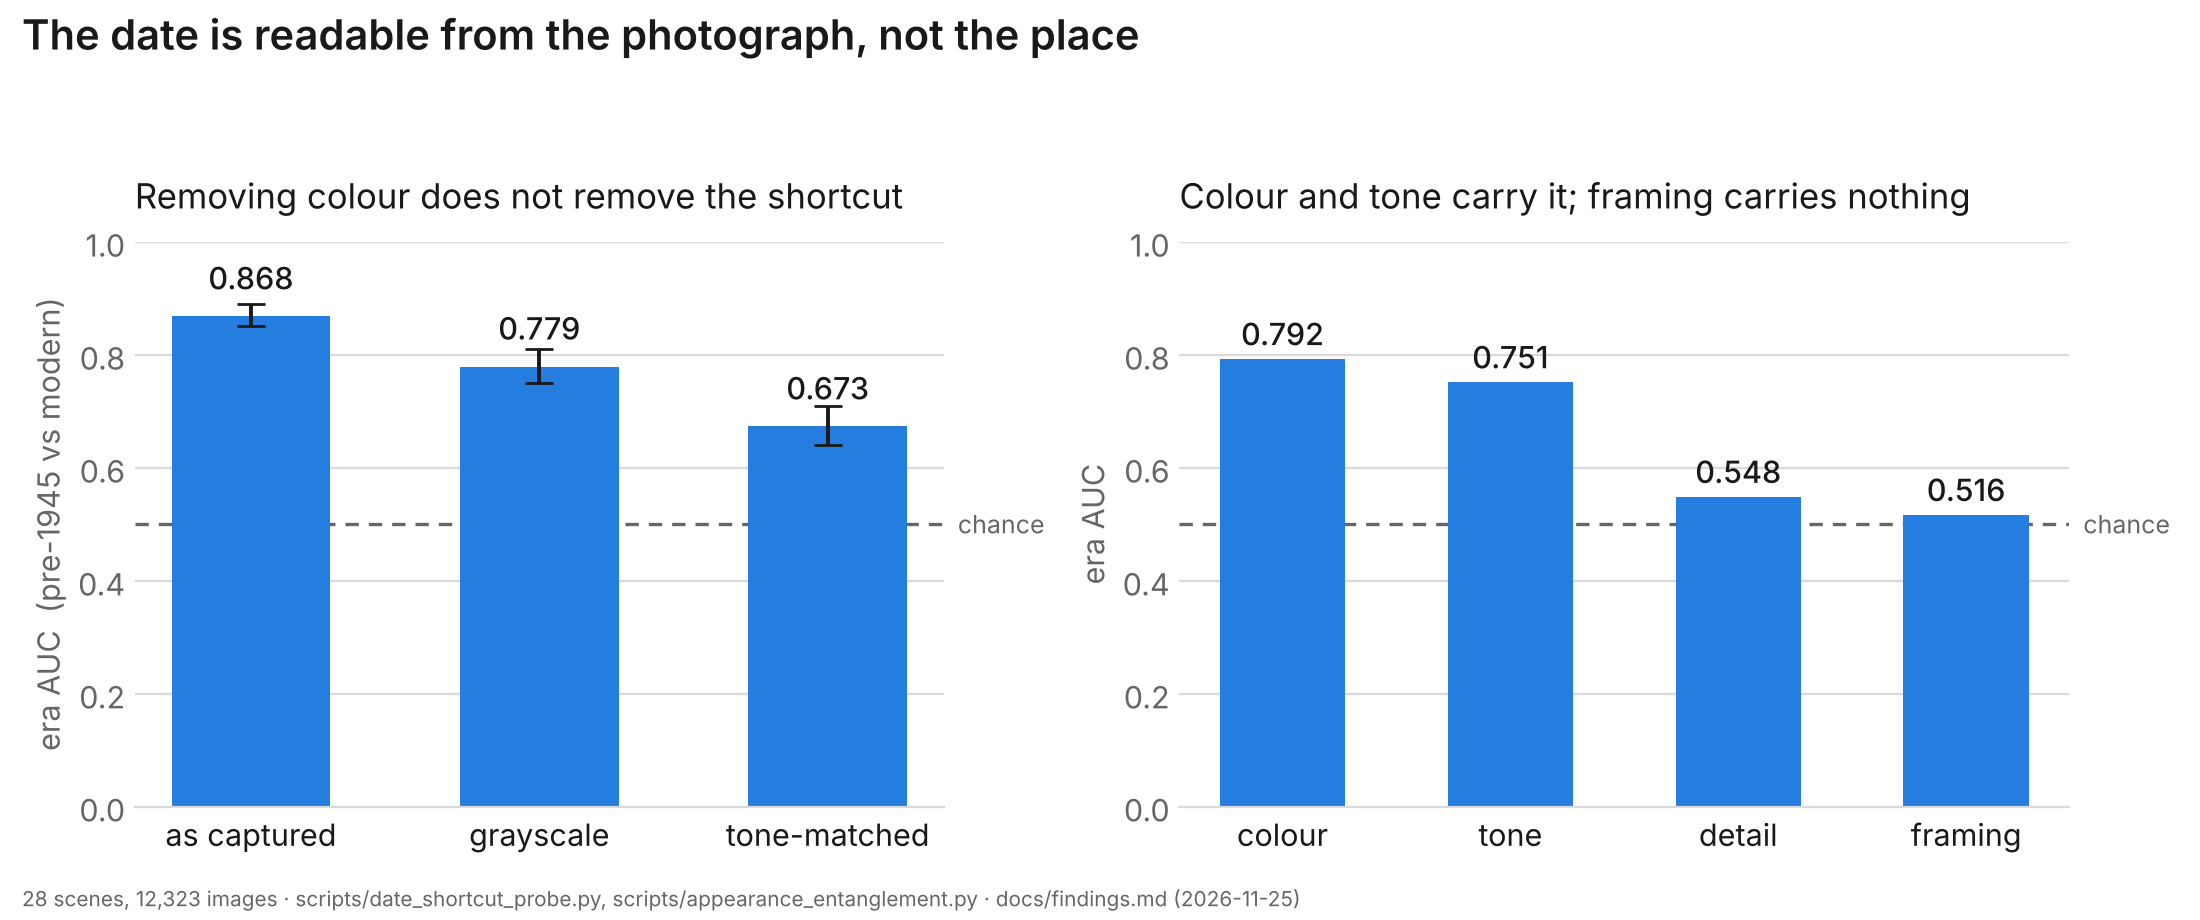 The date is readable from the photograph, not the place
Removing colour does not remove the shortcut
era AUC (pre-1945 vs modern)
1.0
0.8
0.6
0.4
0.2
0.0
0.868
0.779
0.673
chance
as captured
grayscale
tone-matched
Colour and tone carry it; framing carries nothing
era AUC
1.0
0.8
0.6
0.4
0.2
0.0
0.792
0.751
0.548
0.516
chance
colour
tone
detail
framing
28 scenes, 12,323 images · scripts/date_shortcut_probe.py, scripts/appearance_entanglement.py · docs/findings.md (2026-11-25)